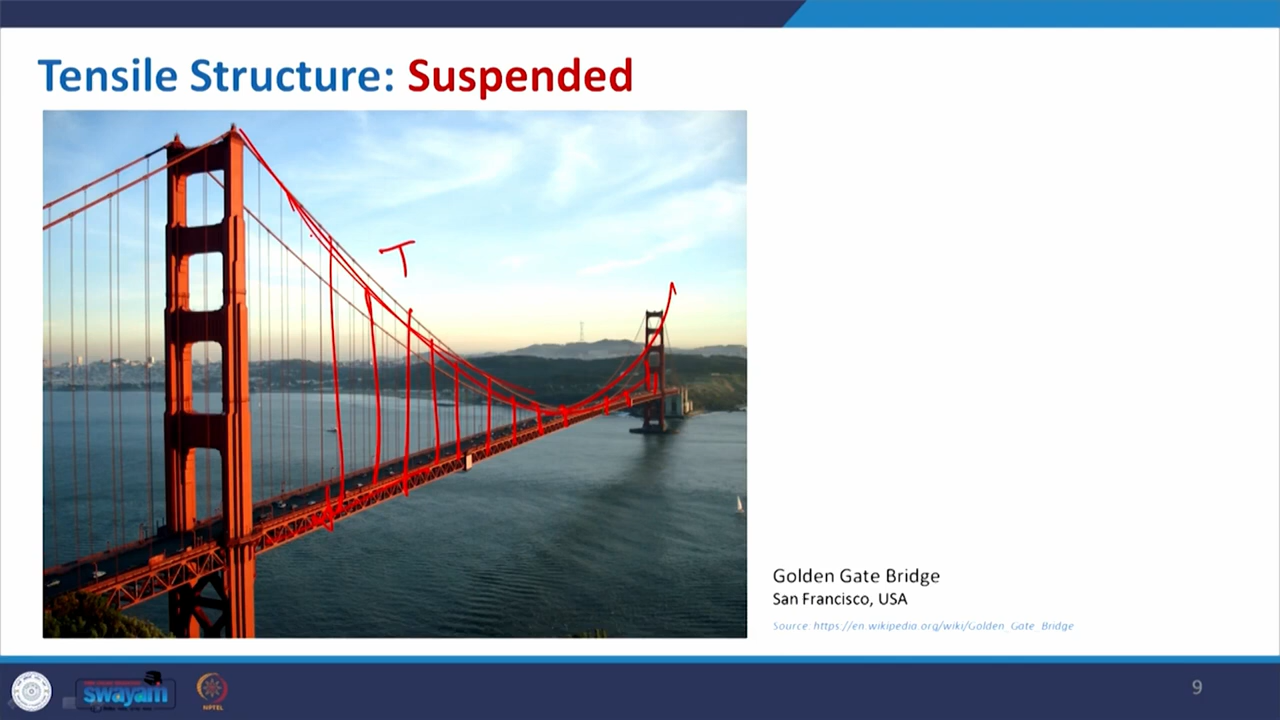 Tensile Structure: Suspended
T
Golden Gate Bridge
San Francisco, USA
Source: https://en.wikipedia.org/wiki/Golden_Gate_Bridge
swayam
NPTEL
9